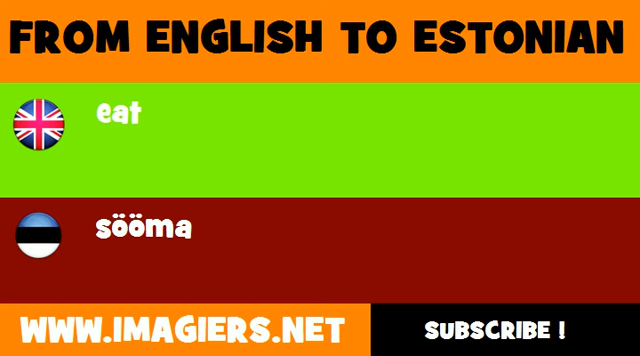 FROM ENGLISH TO ESTONIAN
eat
sööma
WWW.IMAGIERS.NET
SUBSCRIBE !